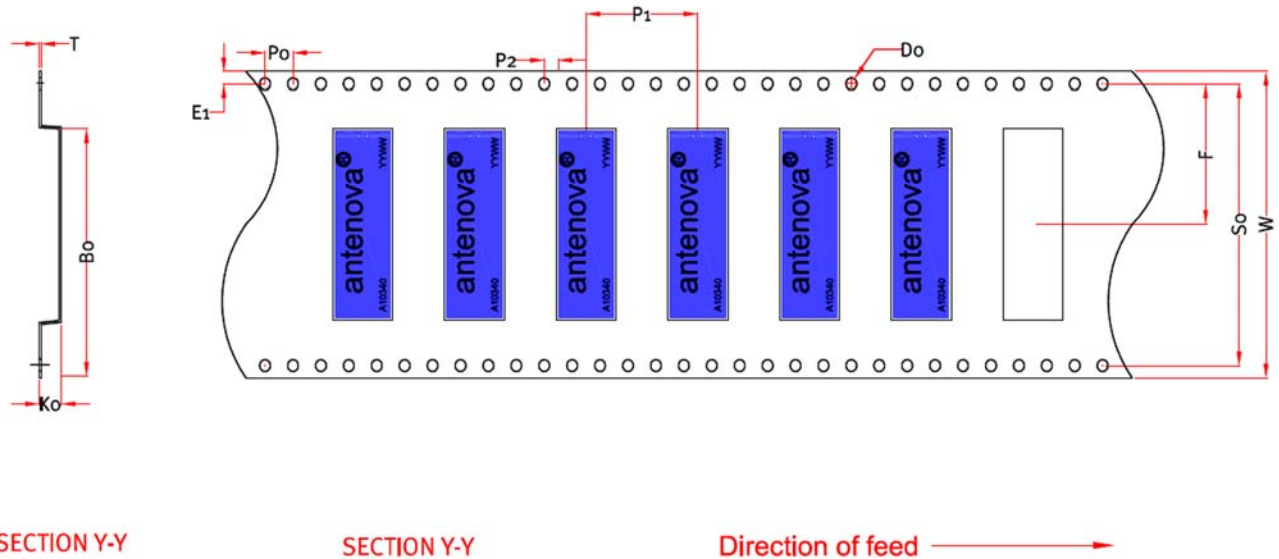 P1
T
Po
P2
Do
E1
YYWW
YYWW
YYWW
YYWW
YYWW
YYWW
antenova®
antenova®
antenova®
antenova®
antenova®
antenova®
A10340
A10340
A10340
A10340
A10340
A10340
F
So
W
Bo
Ko
SECTION Y-Y
SECTION Y-Y
Direction of feed